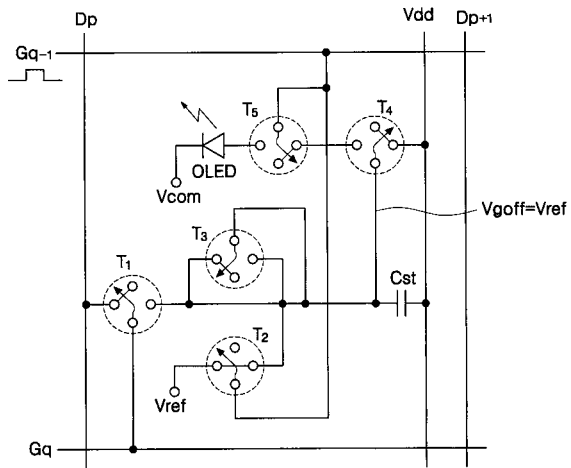 Dp
Vdd
Dp+1
Gq-1
T5
T4
OLED
Vcom
Vgoff=Vref
T3
T1
Cst
T2
Vref
Gq